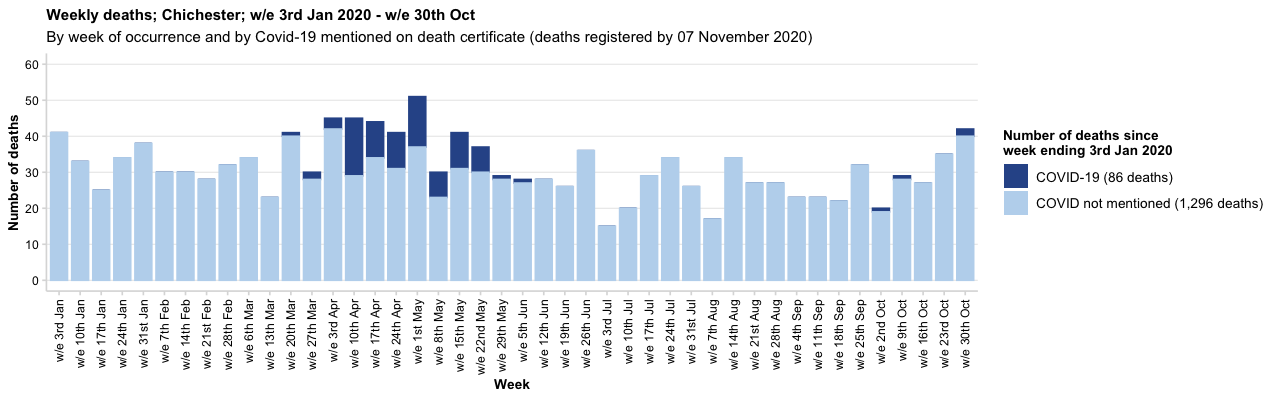 Weekly deaths; Chichester; w/e 3rd Jan 2020 - w/e 30th Oct
By week of occurrence and by Covid-19 mentioned on death certificate (deaths registered by 07 November 2020)
Number of deaths
60
50
40
30
20
10
0
w/e 3rd Jan
w/e 10th Jan
w/e 17th Jan
w/e 24th Jan
w/e 31st Jan
w/e 7th Feb
w/e 14th Feb
w/e 21st Feb
w/e 28th Feb
w/e 6th Mar
w/e 13th Mar
w/e 20th Mar
w/e 27th Mar
w/e 3rd Apr
w/e 10th Apr
w/e 17th Apr
w/e 24th Apr
w/e 1st May
w/e 8th May
w/e 15th May
w/e 22nd May
w/e 29th May
w/e 5th Jun
w/e 12th Jun
w/e 19th Jun
w/e 26th Jun
w/e 3rd Jul
w/e 10th Jul
w/e 17th Jul
w/e 24th Jul
w/e 31st Jul
w/e 7th Aug
w/e 14th Aug
w/e 21st Aug
w/e 28th Aug
w/e 4th Sep
w/e 11th Sep
w/e 18th Sep
w/e 25th Sep
w/e 2nd Oct
w/e 9th Oct
w/e 16th Oct
w/e 23rd Oct
w/e 30th Oct
Week
Number of deaths since
week ending 3rd Jan 2020
COVID-19 (86 deaths)
COVID not mentioned (1,296 deaths)